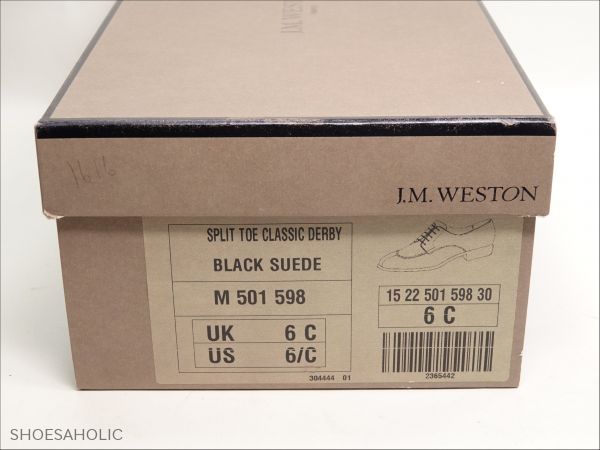 J.M. WESTON
1616
J.M. WESTON
SPLIT TOE CLASSIC DERBY
BLACK SUEDE
M 501 598
UK 6 C
US 6/C
304444 01
15 22 501 598 30
6 C
2365442
SHOESAHOLIC